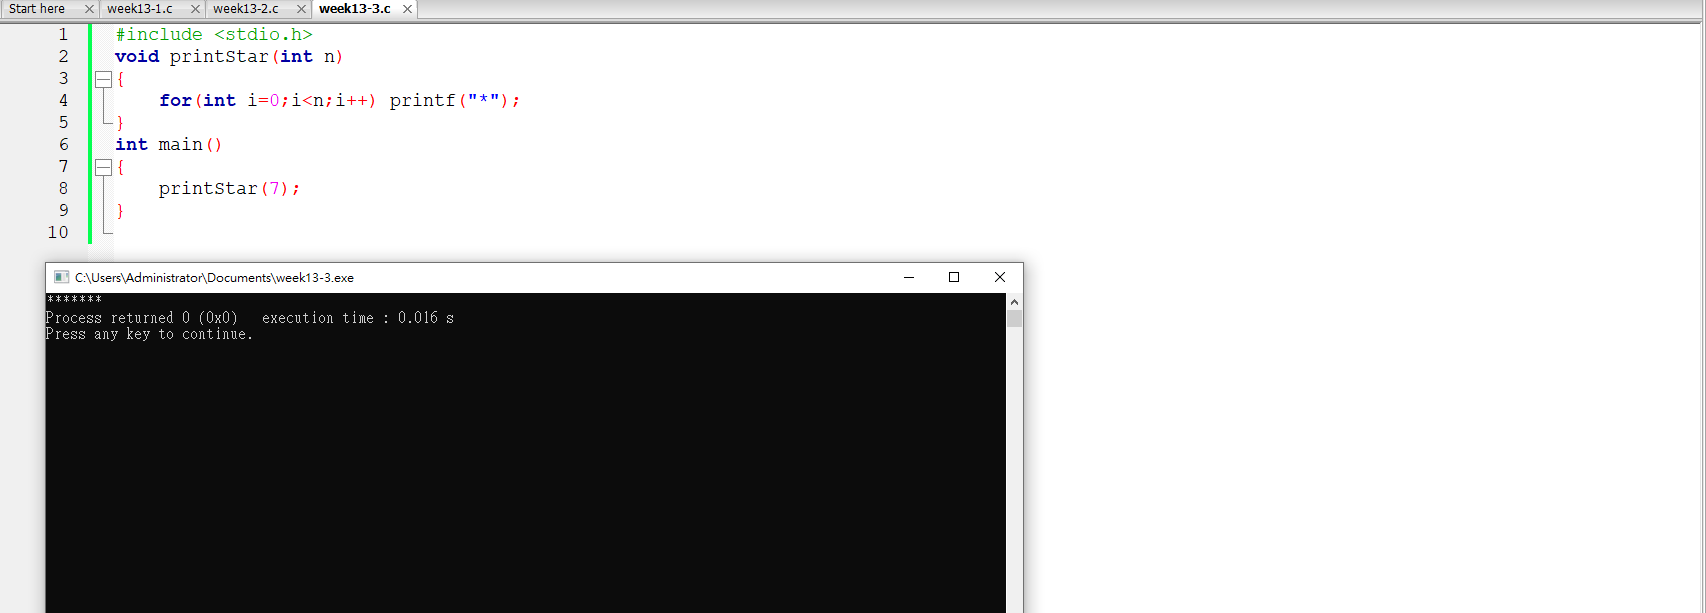 Start here week13-1.c week13-2.c week13-3.c
1 #include <stdio.h>
2 void printStar(int n)
3 {
4     for(int i=0;i<n;i++) printf("*");
5 }
6 int main()
7 {
8     printStar(7);
9 }
10
C:\Users\Administrator\Documents\week13-3.exe
*******
Process returned 0 (0x0)   execution time : 0.016 s
Press any key to continue.